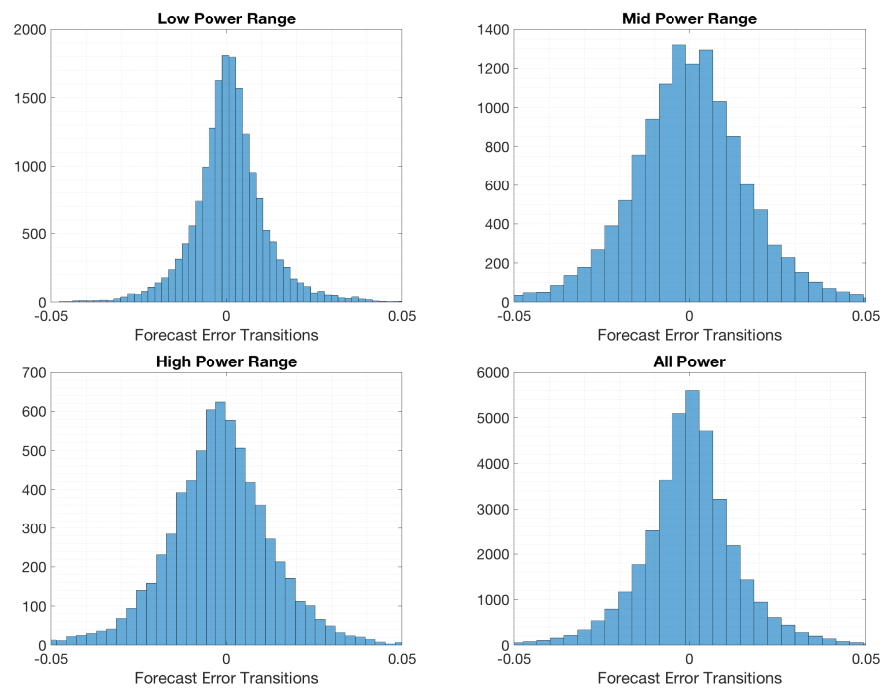 Low Power Range
2000
1500
1000
500
0
-0.05 0 0.05
Forecast Error Transitions
Mid Power Range
1400
1200
1000
800
600
400
200
0
-0.05 0 0.05
Forecast Error Transitions
High Power Range
700
600
500
400
300
200
100
0
-0.05 0 0.05
Forecast Error Transitions
All Power
6000
5000
4000
3000
2000
1000
0
-0.05 0 0.05
Forecast Error Transitions